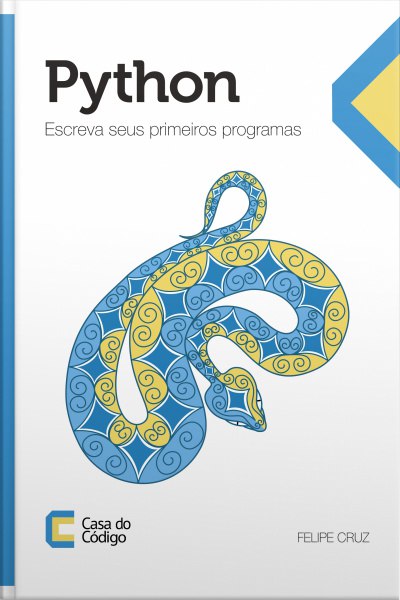 Python
Escreva seus primeiros programas
Casa do
Código
FELIPE CRUZ